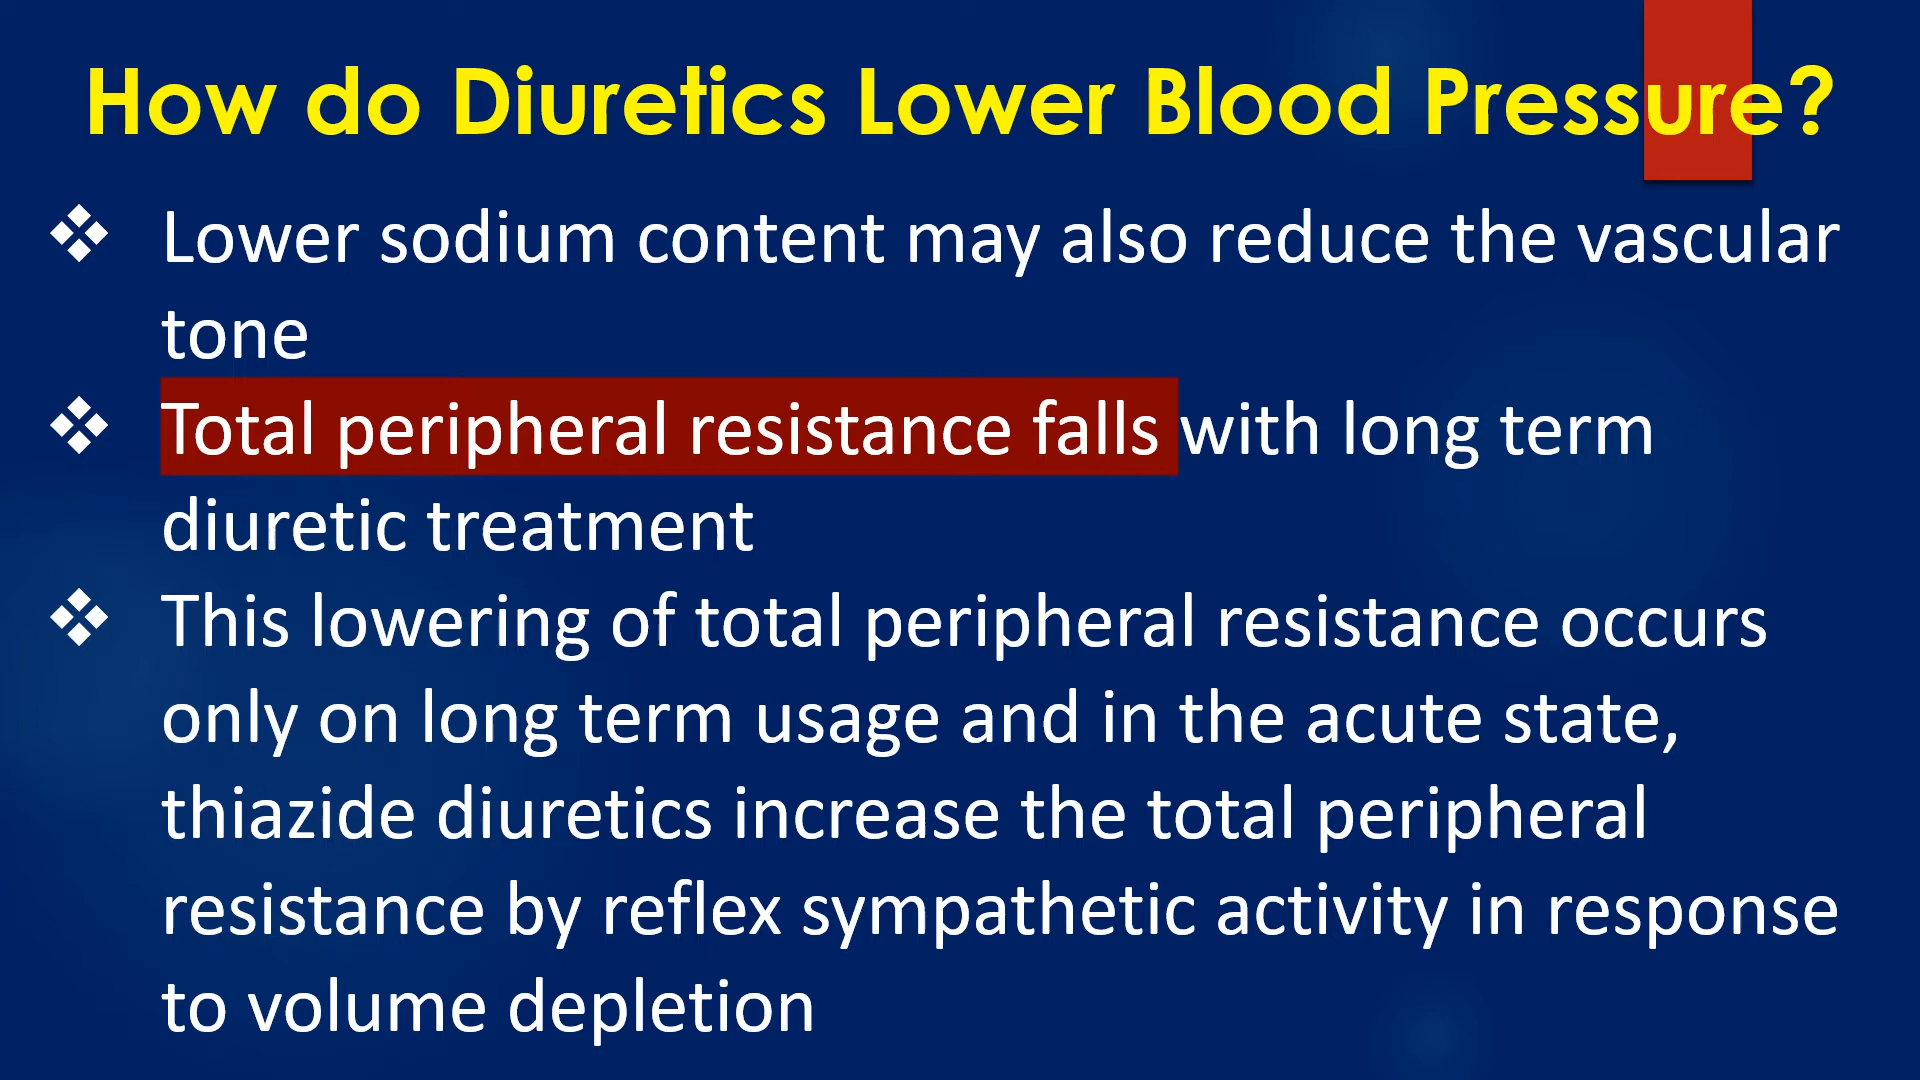 How do Diuretics Lower Blood Pressure?
❖ Lower sodium content may also reduce the vascular
tone
❖ Total peripheral resistance falls with long term
diuretic treatment
❖ This lowering of total peripheral resistance occurs
only on long term usage and in the acute state,
thiazide diuretics increase the total peripheral
resistance by reflex sympathetic activity in response
to volume depletion